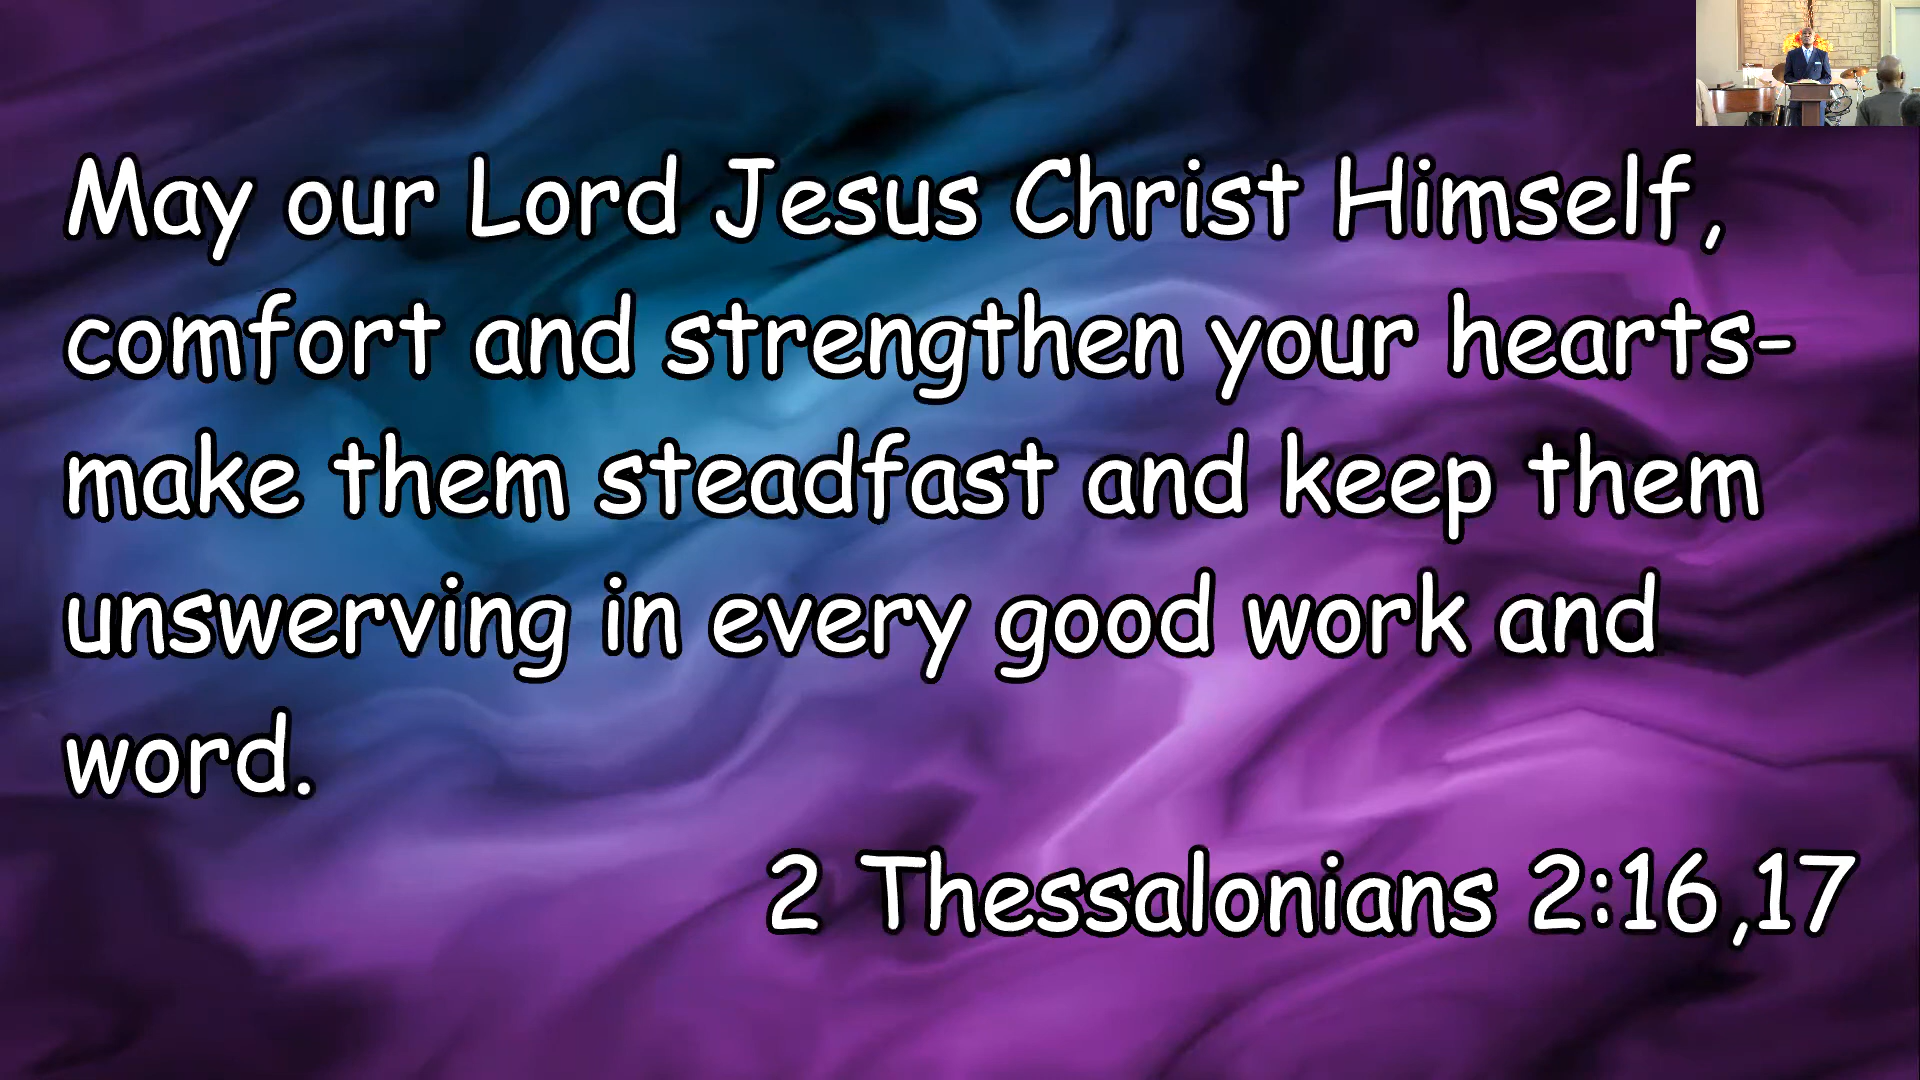 May our Lord Jesus Christ Himself,
comfort and strengthen your hearts-
make them steadfast and keep them
unswerving in every good work and
word.
2 Thessalonians 2:16,17